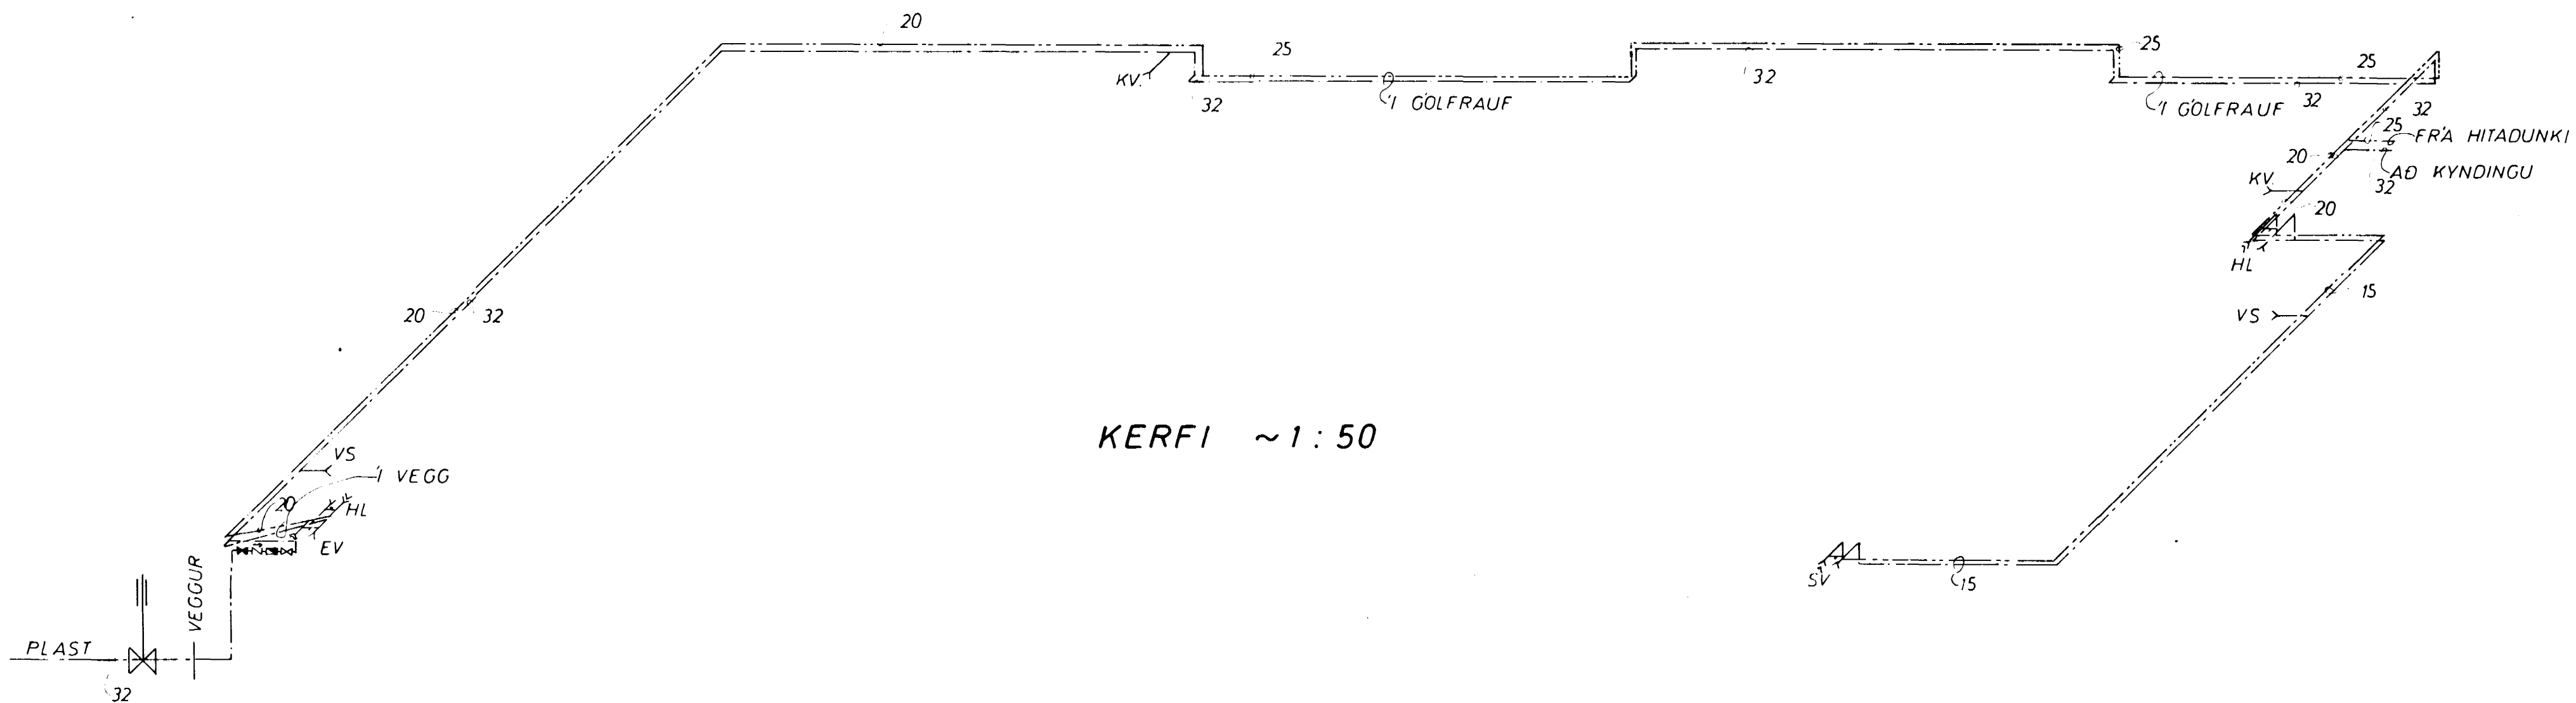 20
25
KV.
32
Í GÓLFRAUF
32
25
25
Í GÓLFRAUF
32
32
25
FRÁ HITADUNKI
20
AÐ KYNDINGU
KV.
32
20
HL
15
VS
20
32
KERFI ~1:50
VS
Í VEGG
20
HL
EV
SV
15
VEGGUR
PLAST
32